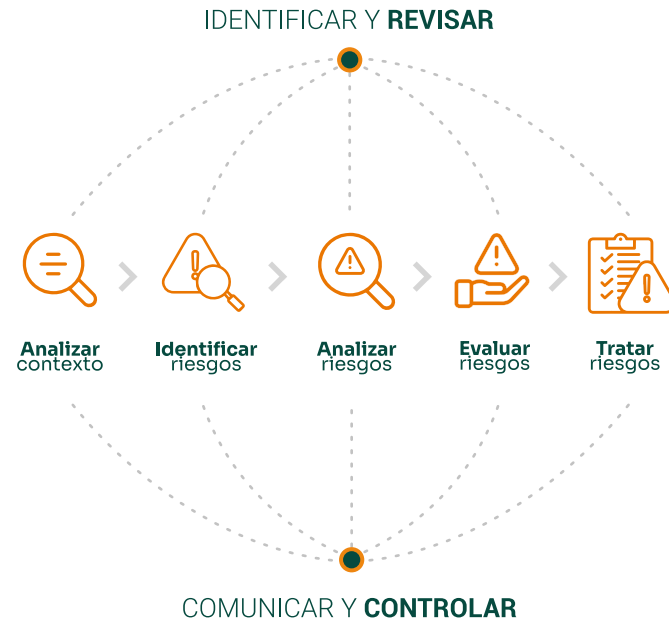 IDENTIFICAR Y REVISAR
Analizar
contexto
Identificar
riesgos
Analizar
riesgos
Evaluar
riesgos
Tratar
riesgos
COMUNICAR Y CONTROLAR